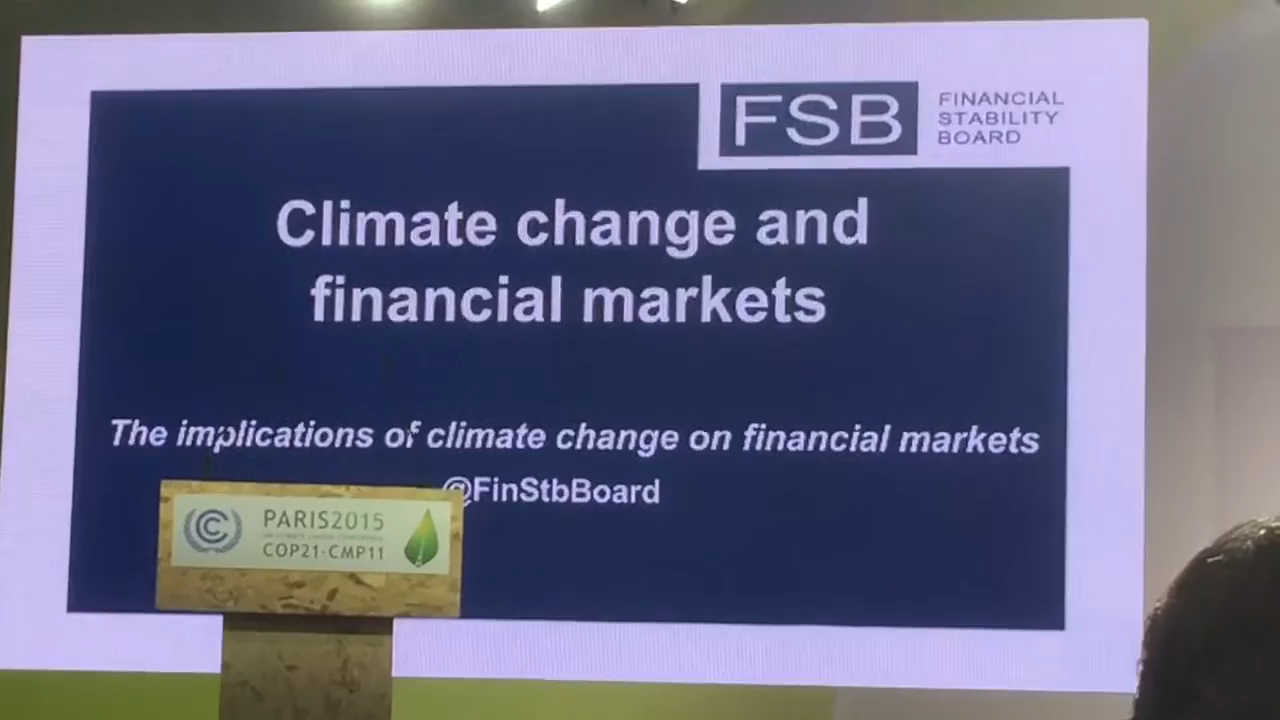 FSB
FINANCIAL
STABILITY
BOARD
Climate change and
financial markets
The implications of climate change on financial markets
@FinStbBoard
PARIS2015
COP21·CMP11